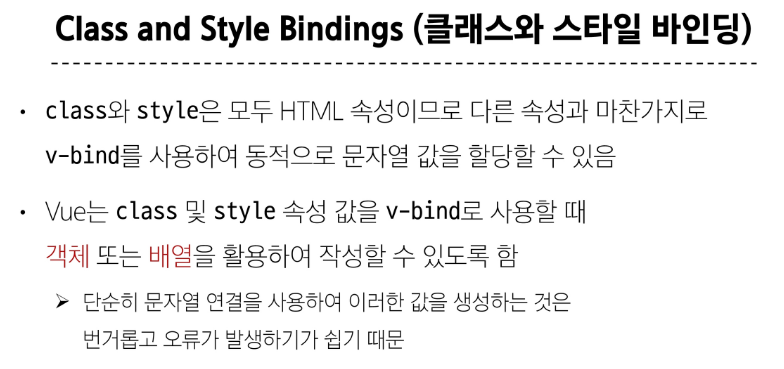 Class and Style Bindings (클래스와 스타일 바인딩)
• class와 style은 모두 HTML 속성이므로 다른 속성과 마찬가지로
v-bind를 사용하여 동적으로 문자열 값을 할당할 수 있음
• Vue는 class 및 style 속성 값을 v-bind로 사용할 때
객체 또는 배열을 활용하여 작성할 수 있도록 함
➢ 단순히 문자열 연결을 사용하여 이러한 값을 생성하는 것은
번거롭고 오류가 발생하기가 쉽기 때문